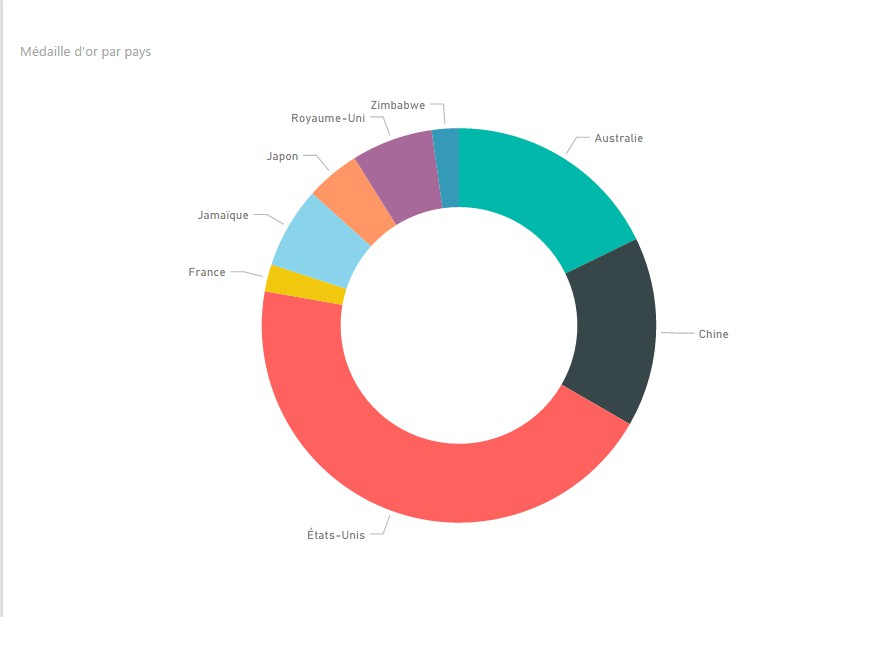 Médaille d'or par pays
Zimbabwe
Royaume-Uni
Australie
Japon
Jamaïque
France
Chine
États-Unis